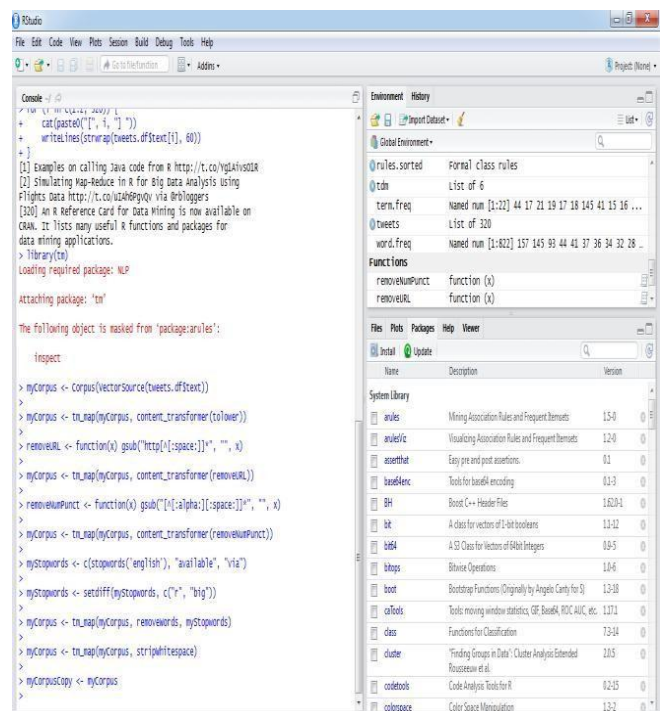 RStudio
File Edit Code View Plots Session Build Debug Tools Help
Go to file/function Addins Project: (None)
Console ~/
> for (i in c(1:2, 320)) {
+ cat(paste0("[", i, "] "))
+ writeLines(strwrap(tweets.df$text[i], 60))
+ }
[1] Examples on calling Java code from R http://t.co/Yg1AivsO1R
[2] Simulating Map-Reduce in R for Big Data Analysis Using
Flights Data http://t.co/uIAh6PgvQv via @rbloggers
[320] An R Reference Card for Data Mining is now available on
CRAN. It lists many useful R functions and packages for
data mining applications.
> library(tm)
Loading required package: NLP
Attaching package: 'tm'
The following object is masked from 'package:arules':
inspect
> myCorpus <- Corpus(VectorSource(tweets.df$text))
>
> myCorpus <- tm_map(myCorpus, content_transformer(tolower))
>
> removeURL <- function(x) gsub("http[^[:space:]]*", "", x)
>
> myCorpus <- tm_map(myCorpus, content_transformer(removeURL))
>
> removeNumPunct <- function(x) gsub("[^[:alpha:][:space:]]*", "", x)
>
> myCorpus <- tm_map(myCorpus, content_transformer(removeNumPunct))
>
> myStopwords <- c(stopwords('english'), "available", "via")
>
> myStopwords <- setdiff(myStopwords, c("r", "big"))
>
> myCorpus <- tm_map(myCorpus, removeWords, myStopwords)
>
> myCorpus <- tm_map(myCorpus, stripWhitespace)
>
> myCorpusCopy <- myCorpus
>
Environment History
Import Dataset List
Global Environment
rules.sorted Formal class rules
tdm List of 6
term.freq Named num [1:22] 44 17 21 19 17 18 145 41 15 16 ...
tweets List of 320
word.freq Named num [1:822] 157 145 93 44 41 37 36 34 32 28 ...
Functions
removeNumPunct function (x)
removeURL function (x)
Files Plots Packages Help Viewer
Install Update
Name Description Version
System Library
arules Mining Association Rules and Frequent Itemsets 1.5-0
arulesViz Visualizing Association Rules and Frequent Itemsets 1.2-0
assertthat Easy pre and post assertions. 0.1
base64enc Tools for base64 encoding 0.1-3
BH Boost C++ Header Files 1.62.0-1
bit A class for vectors of 1-bit booleans 1.1-12
bit64 A S3 Class for Vectors of 64bit Integers 0.9-5
bitops Bitwise Operations 1.0-6
boot Bootstrap Functions (Originally by Angelo Canty for S) 1.3-18
caTools Tools: moving window statistics, GIF, Base64, ROC AUC, etc. 1.17.1
class Functions for Classification 7.3-14
cluster "Finding Groups in Data": Cluster Analysis Extended 2.0.5
Rousseeuw et al.
codetools Code Analysis Tools for R 0.2-15
colorspace Color Space Manipulation 1.3-2